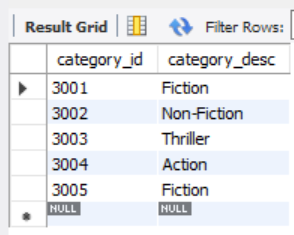 Result Grid Filter Rows:
category_id category_desc
3001 Fiction
3002 Non-Fiction
3003 Thriller
3004 Action
3005 Fiction
NULL NULL